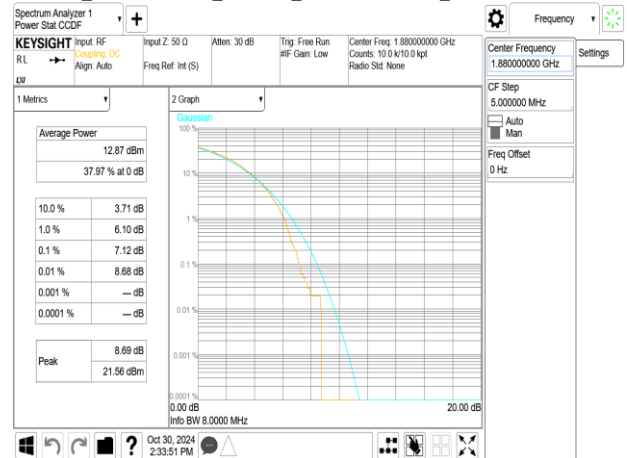 Spectrum Analyzer 1
Power Stat CCDF
+
Frequency
KEYSIGHT
RL
LXI
Input: RF
Coupling: DC
Align: Auto
Input Z: 50 Ω
Freq Ref: Int (S)
Atten: 30 dB
Trig: Free Run
#IF Gain: Low
Center Freq: 1.880000000 GHz
Counts: 10.0 k/10.0 kpt
Radio Std: None
Center Frequency
1.880000000 GHz
Settings
CF Step
5.000000 MHz
Auto
Man
Freq Offset
0 Hz
1 Metrics
Average Power
12.87 dBm
37.97 % at 0 dB
10.0 % 3.71 dB
1.0 % 6.10 dB
0.1 % 7.12 dB
0.01 % 8.68 dB
0.001 % --- dB
0.0001 % --- dB
Peak 8.69 dB
21.56 dBm
2 Graph
Gaussian
100 %
10 %
1 %
0.1 %
0.01 %
0.001 %
0.0001 %
0.00 dB 20.00 dB
Info BW 8.0000 MHz
?
Oct 30, 2024
2:33:51 PM